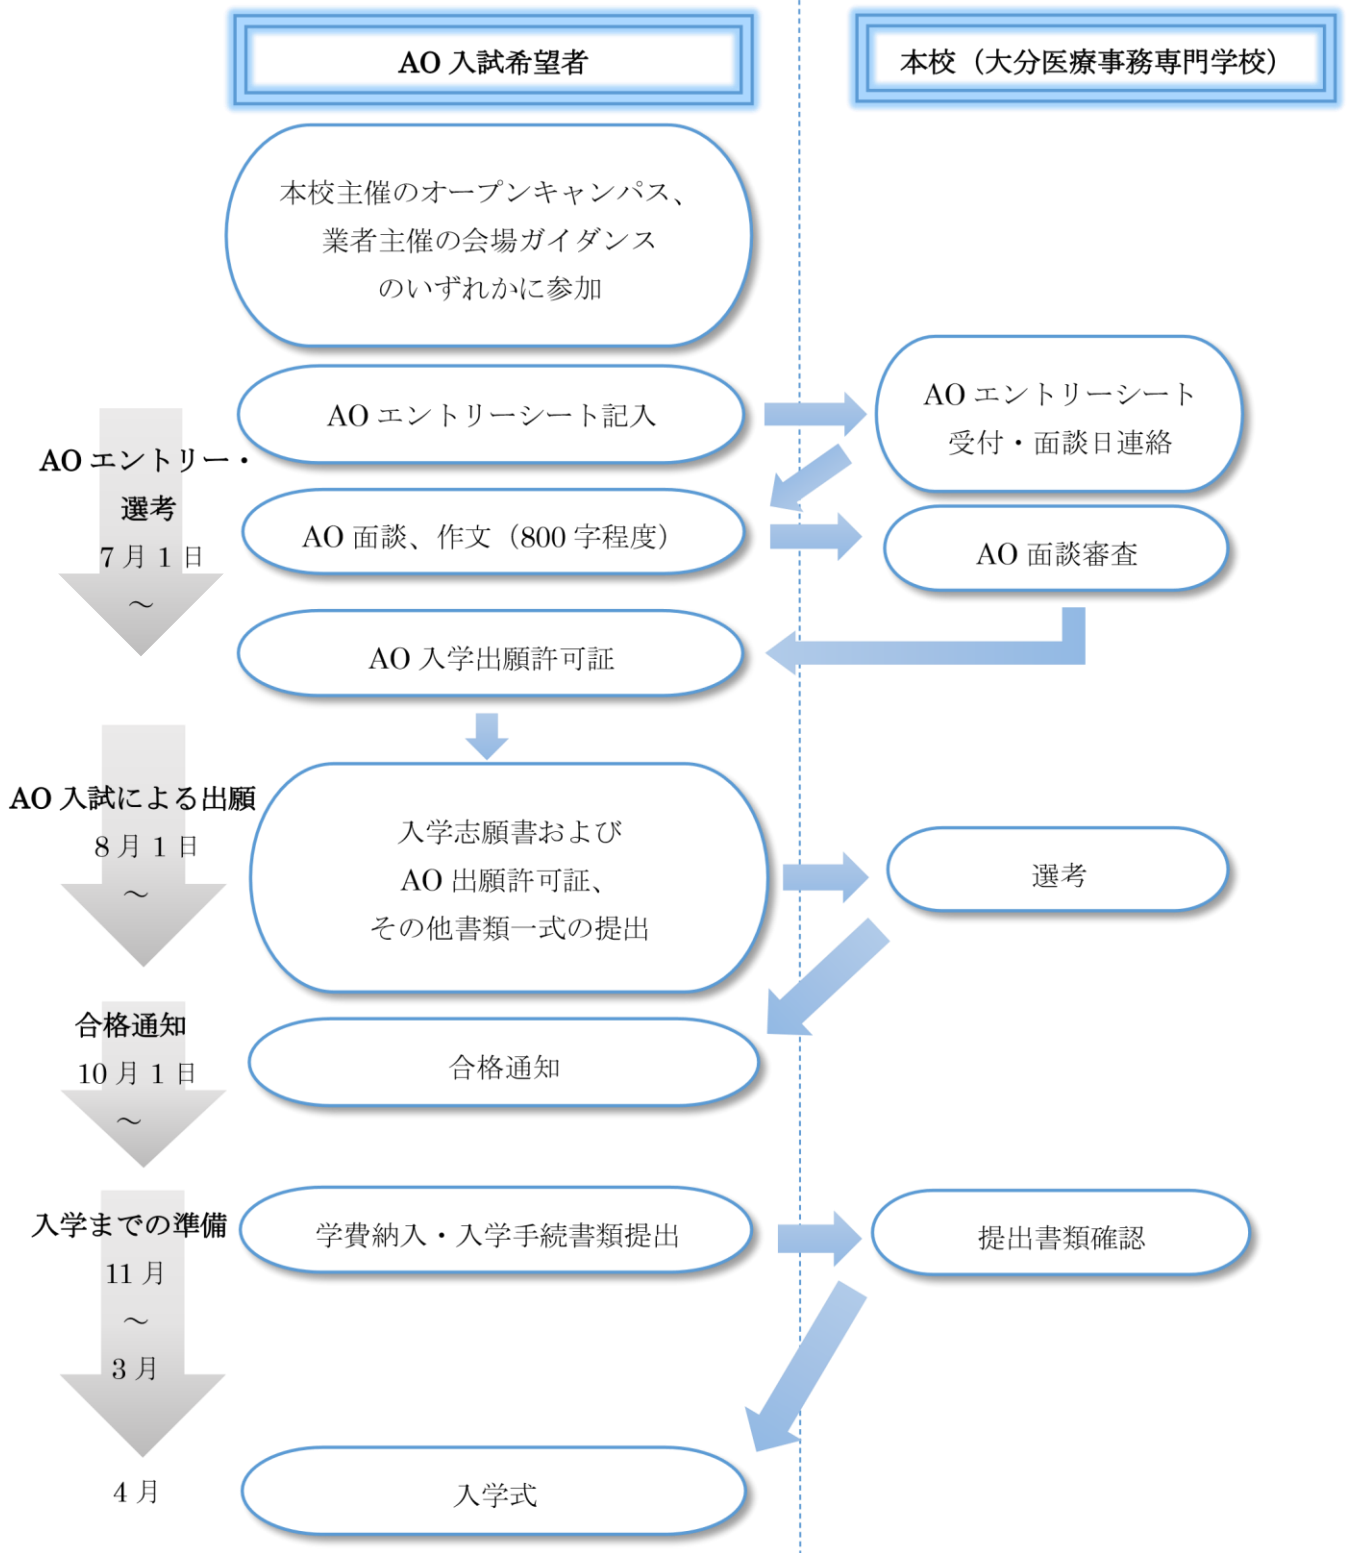 AO 入試希望者
本校（大分医療事務専門学校）
本校主催のオープンキャンパス、
業者主催の会場ガイダンス
のいずれかに参加
AO エントリー・
選考
7 月 1 日
～
AO エントリーシート記入
AO エントリーシート
受付・面談日連絡
AO 面談、作文（800 字程度）
AO 面談審査
AO 入学出願許可証
AO 入試による出願
8 月 1 日
～
入学志願書および
AO 出願許可証、
その他書類一式の提出
選考
合格通知
10 月 1 日
～
合格通知
入学までの準備
11 月
～
3 月
学費納入・入学手続書類提出
提出書類確認
4 月
入学式